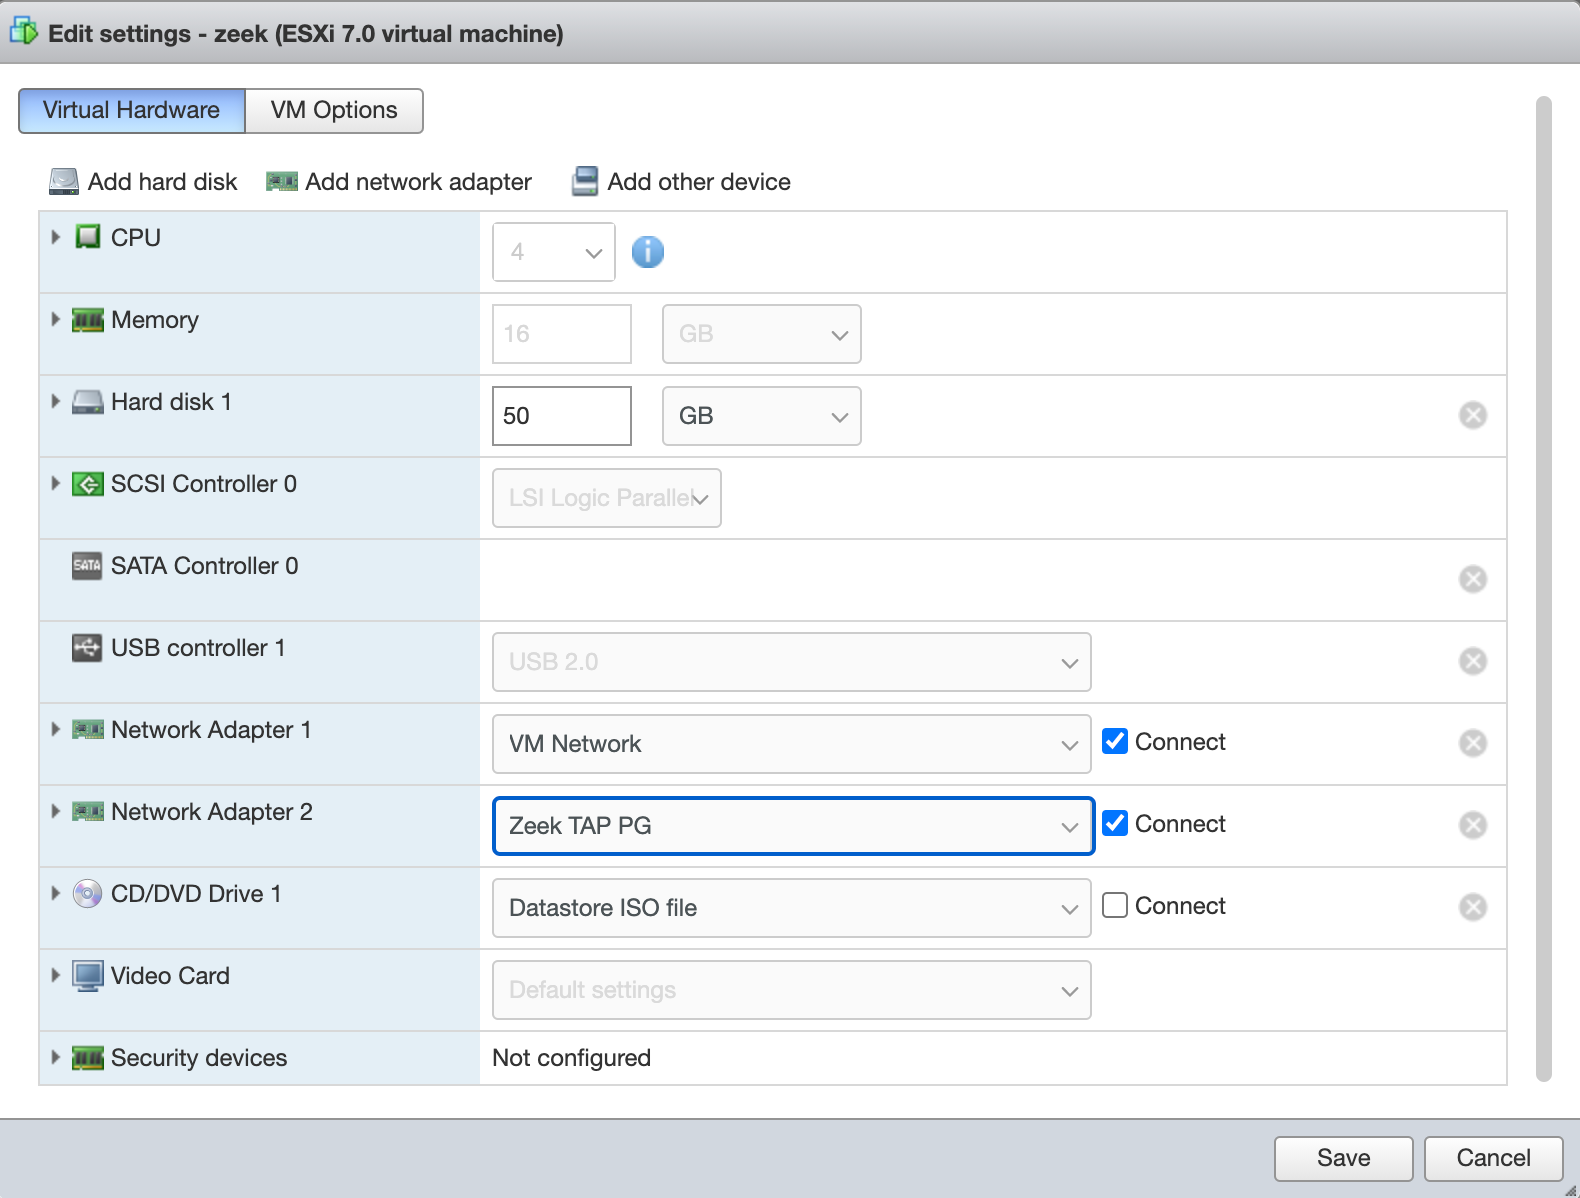 Edit settings - zeek (ESXi 7.0 virtual machine)
Virtual Hardware VM Options
Add hard disk Add network adapter Add other device
CPU 4
Memory 16 GB
Hard disk 1 50 GB
SCSI Controller 0 LSI Logic Parallel
SATA SATA Controller 0
USB controller 1 USB 2.0
Network Adapter 1 VM Network Connect
Network Adapter 2 Zeek TAP PG Connect
CD/DVD Drive 1 Datastore ISO file Connect
Video Card Default settings
Security devices Not configured
Save Cancel